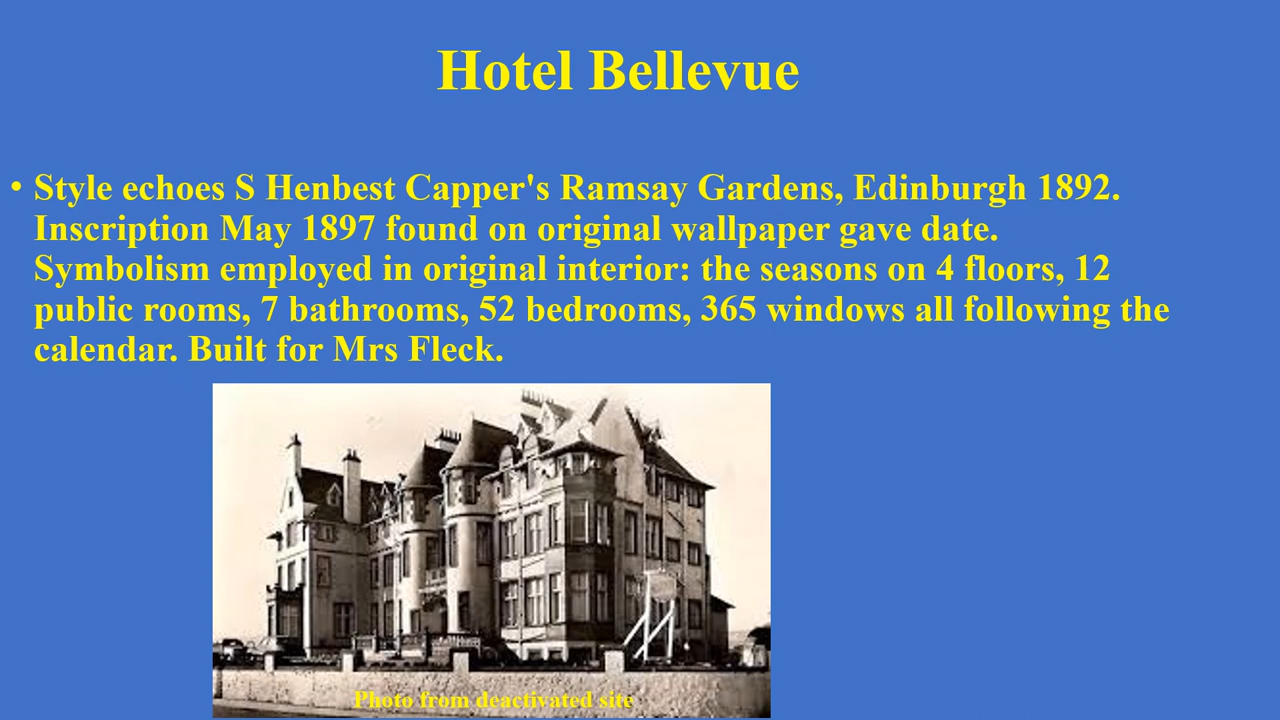 Hotel Bellevue
• Style echoes S Henbest Capper's Ramsay Gardens, Edinburgh 1892.
Inscription May 1897 found on original wallpaper gave date.
Symbolism employed in original interior: the seasons on 4 floors, 12
public rooms, 7 bathrooms, 52 bedrooms, 365 windows all following the
calendar. Built for Mrs Fleck.
Photo from deactivated site